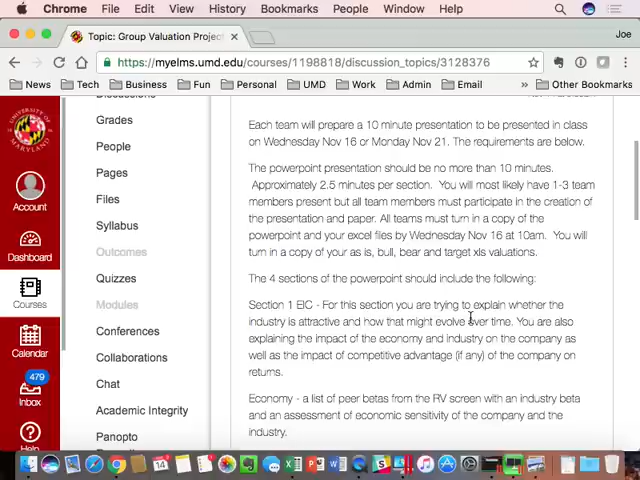 Chrome File Edit View History Bookmarks People Window Help
Topic: Group Valuation Project
Joe
https://myelms.umd.edu/courses/1198818/discussion_topics/3128376
News Tech Business Fun Personal UMD Work Admin Email » Other Bookmarks
Account
Dashboard
Courses
Calendar
479
Inbox
Help
Grades
People
Pages
Files
Syllabus
Outcomes
Quizzes
Modules
Conferences
Collaborations
Chat
Academic Integrity
Panopto
Each team will prepare a 10 minute presentation to be presented in class
on Wednesday Nov 16 or Monday Nov 21. The requirements are below.
The powerpoint presentation should be no more than 10 minutes.
Approximately 2.5 minutes per section. You will most likely have 1-3 team
members present but all team members must participate in the creation of
the presentation and paper. All teams must turn in a copy of the
powerpoint and your excel files by Wednesday Nov 16 at 10am. You will
turn in a copy of your as is, bull, bear and target xls valuations.
The 4 sections of the powerpoint should include the following:
Section 1 EIC - For this section you are trying to explain whether the
industry is attractive and how that might evolve over time. You are also
explaining the impact of the economy and industry on the company as
well as the impact of competitive advantage (if any) of the company on
returns.
Economy - a list of peer betas from the RV screen with an industry beta
and an assessment of economic sensitivity of the company and the
industry.